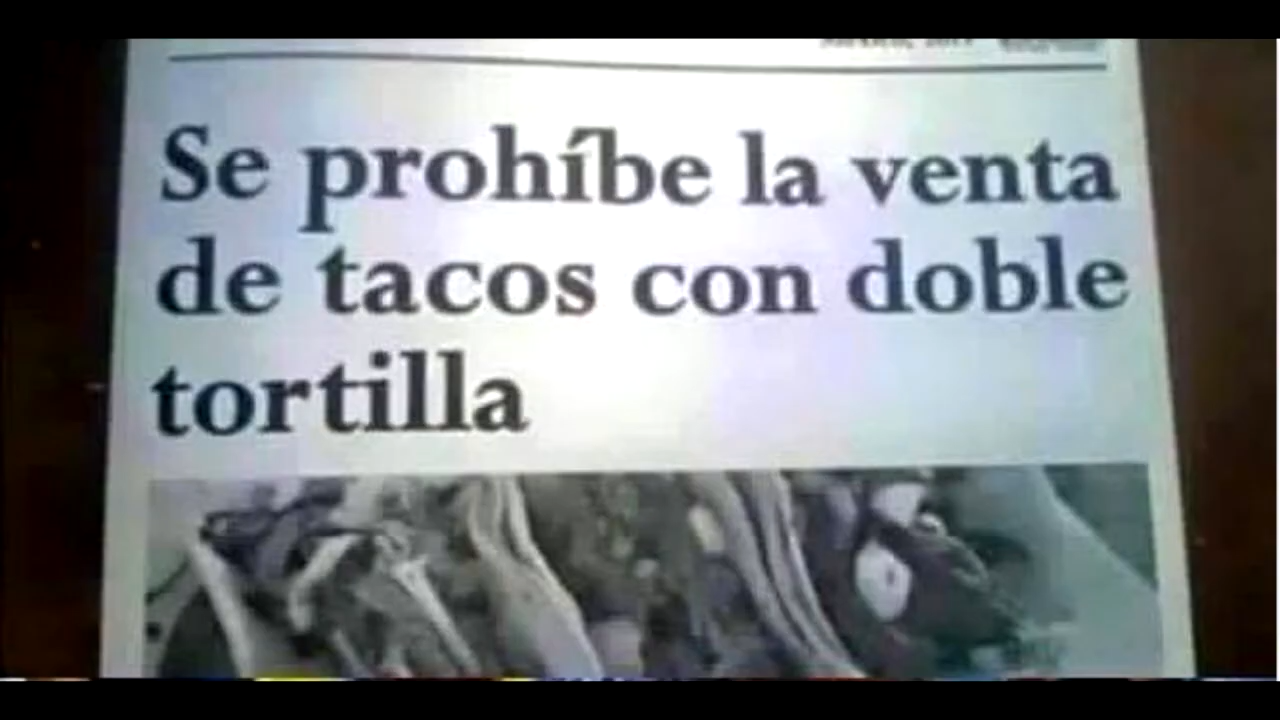 Se prohíbe la venta
de tacos con doble
tortilla